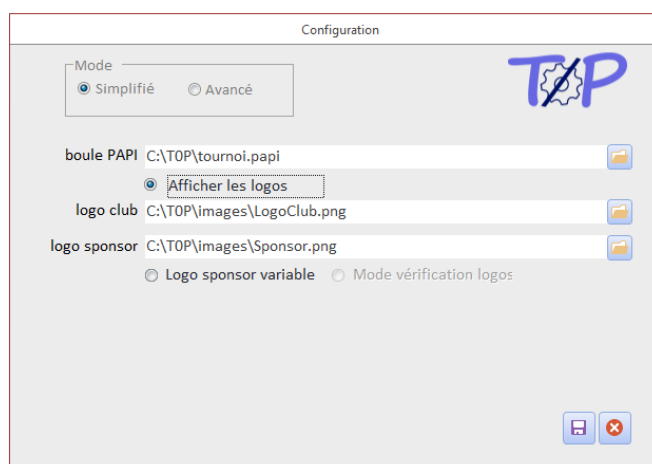 Configuration
Mode
Simplifié Avancé
TOP
boule PAPI C:\T0P\tournoi.papi
Afficher les logos
logo club C:\T0P\images\LogoClub.png
logo sponsor C:\T0P\images\Sponsor.png
Logo sponsor variable Mode vérification logos